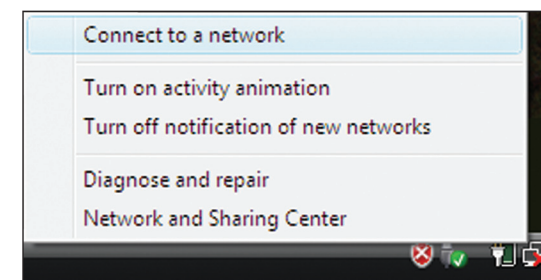 Connect to a network
Turn on activity animation
Turn off notification of new networks
Diagnose and repair
Network and Sharing Center